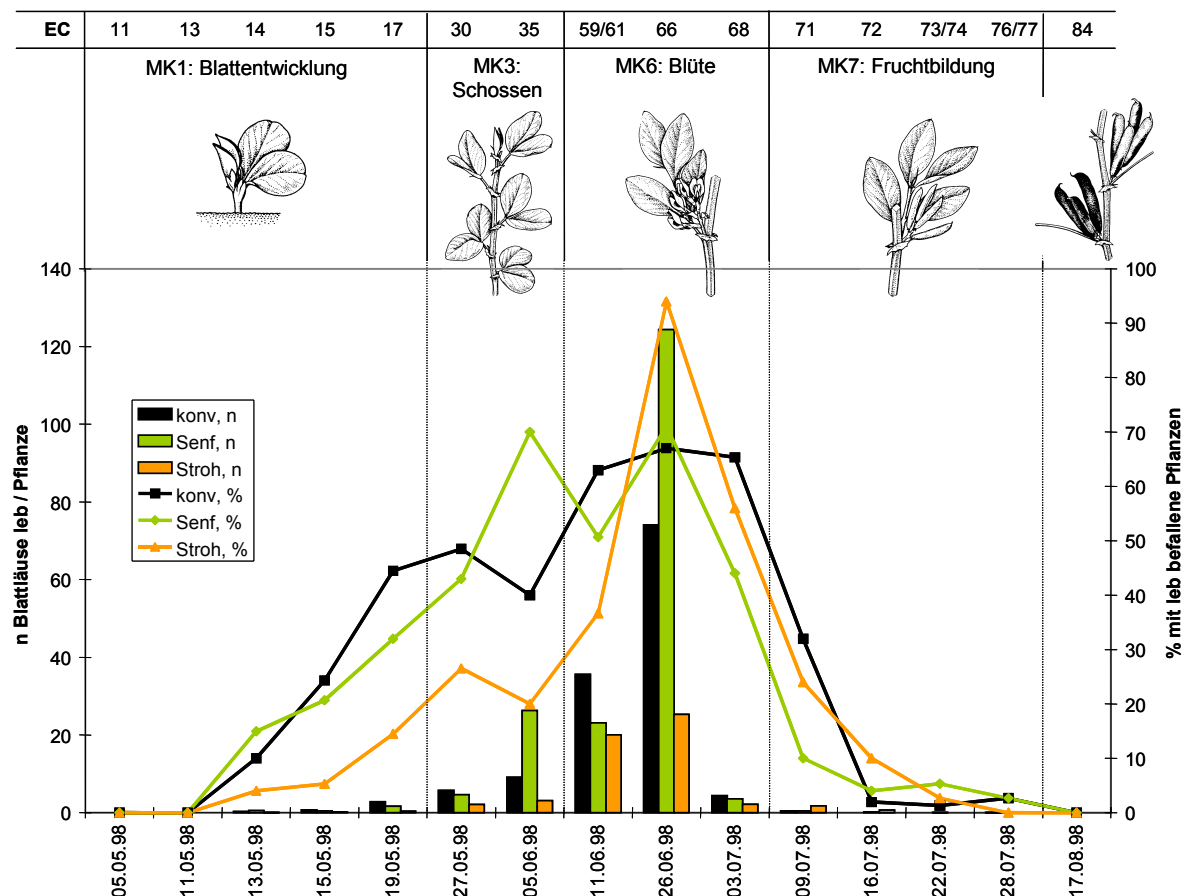 EC 11 13 14 15 17 30 35 59/61 66 68 71 72 73/74 76/77 84
MK1: Blattentwicklung
MK3:
Schossen
MK6: Blüte
MK7: Fruchtbildung
140
120
100
80
60
40
20
0
n Blattläuse leb / Pflanze
konv, n
Senf, n
Stroh, n
konv, %
Senf, %
Stroh, %
100
90
80
70
60
50
40
30
20
10
0
% mit leb befallene Pflanzen
05.05.98
11.05.98
13.05.98
15.05.98
19.05.98
27.05.98
05.06.98
11.06.98
26.06.98
03.07.98
09.07.98
16.07.98
22.07.98
28.07.98
17.08.98